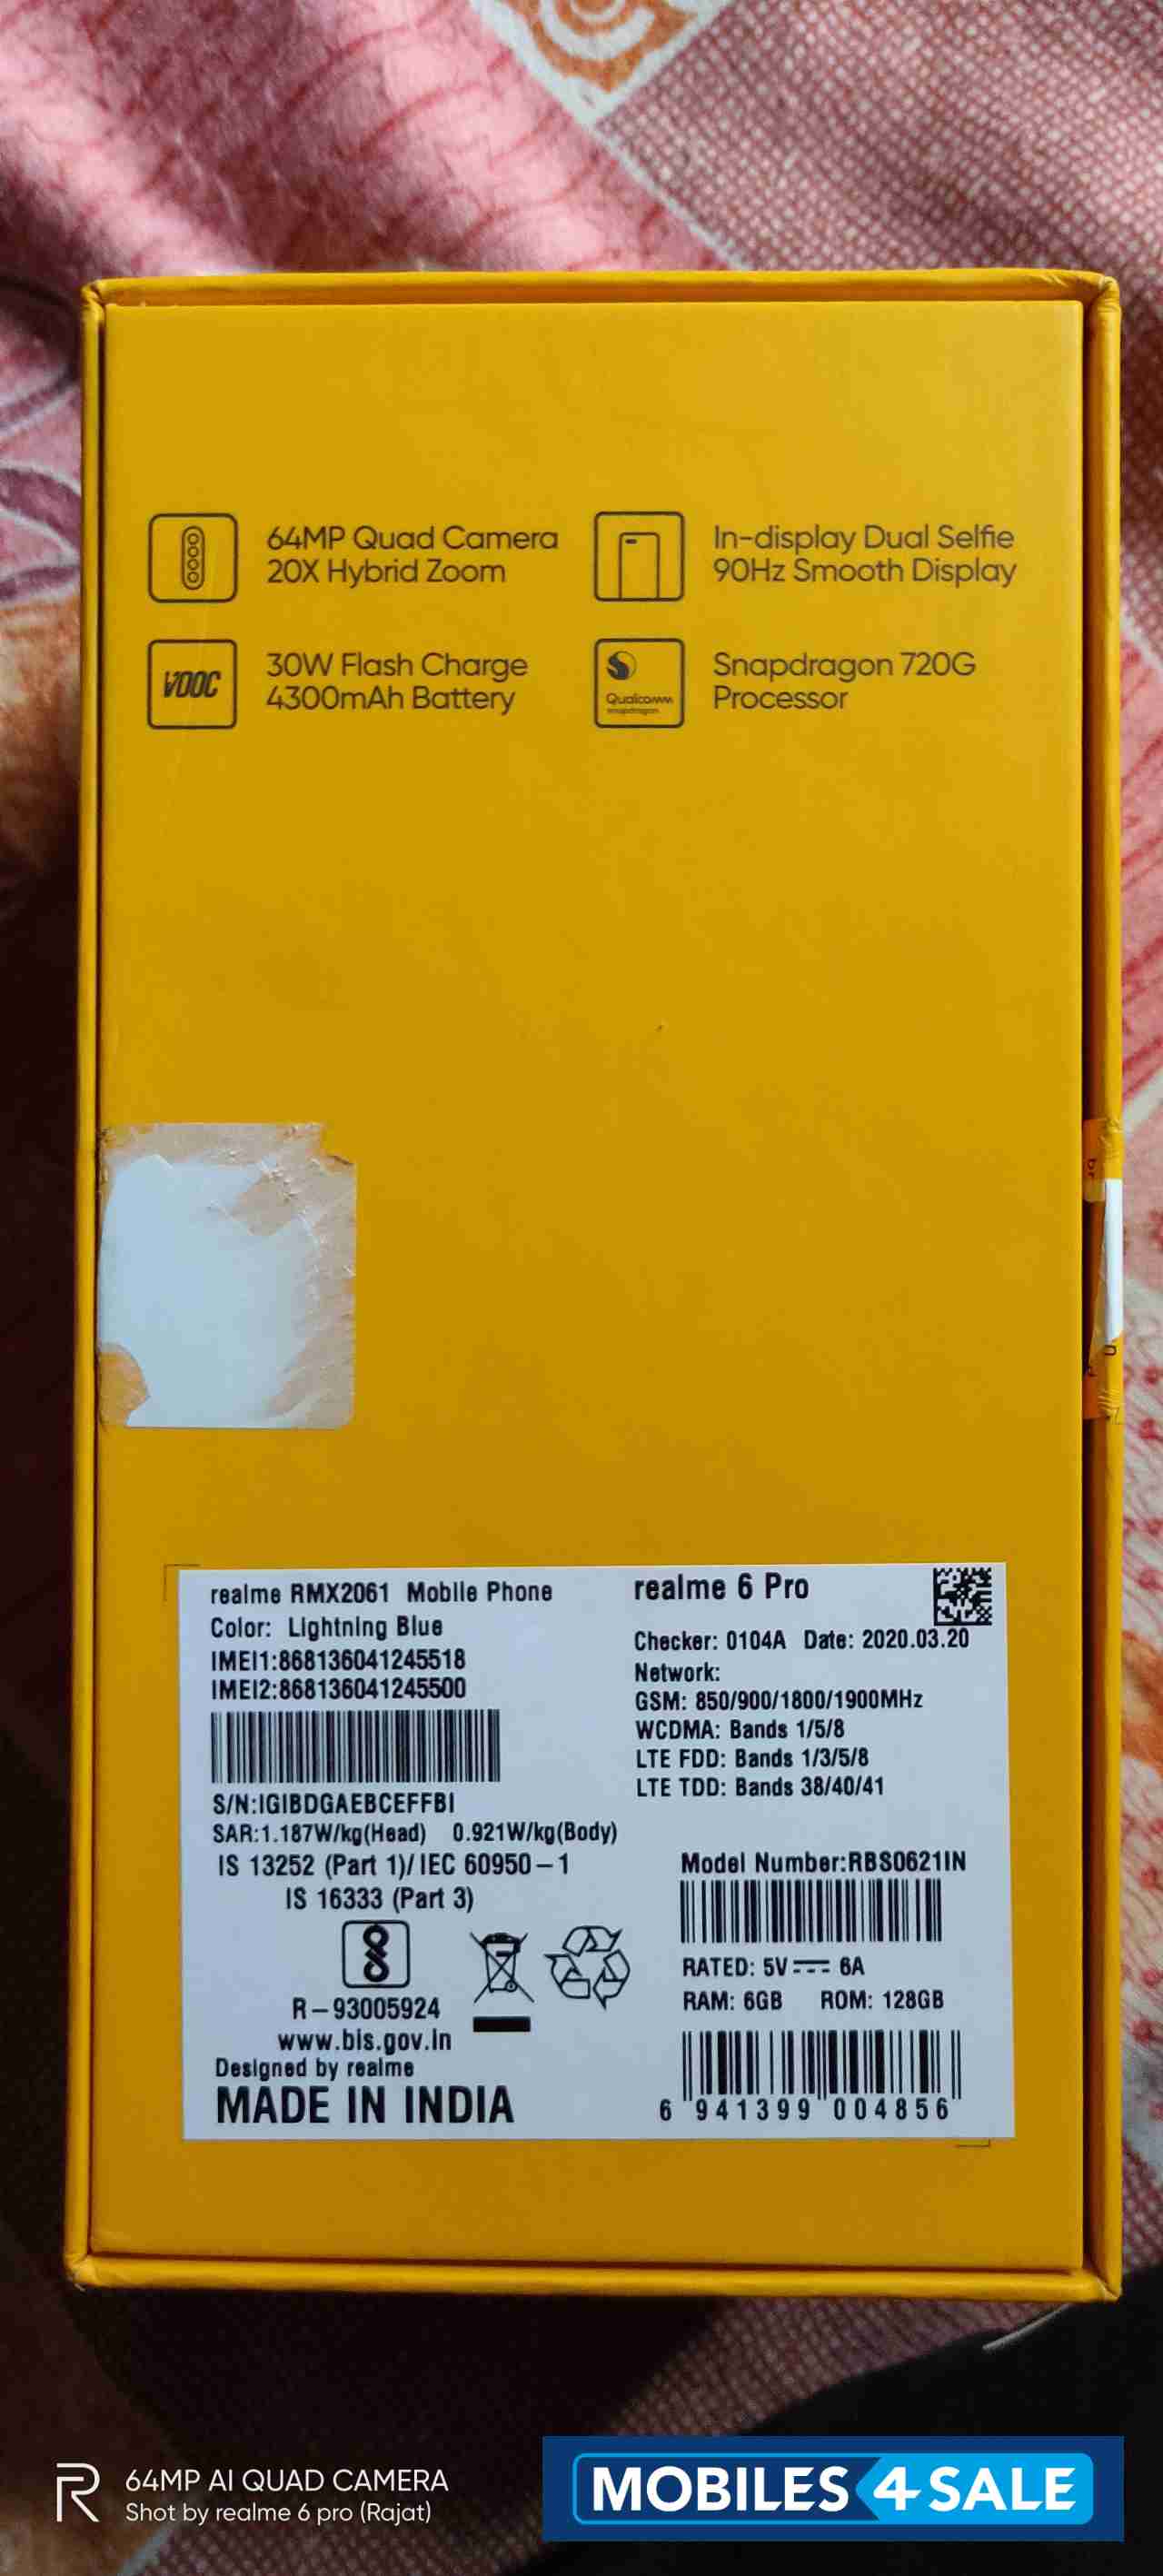 64MP Quad Camera
20X Hybrid Zoom
In-display Dual Selfie
90Hz Smooth Display
VOOC
30W Flash Charge
4300mAh Battery
Qualcomm
snapdragon
Snapdragon 720G
Processor
realme RMX2061 Mobile Phone
Color: Lightning Blue
IMEI1:868136041245518
IMEI2:868136041245500
S/N:IGIBDGAEBCEFFBI
SAR:1.187W/kg(Head) 0.921W/kg(Body)
IS 13252 (Part 1)/ IEC 60950-1
IS 16333 (Part 3)
R-93005924
www.bis.gov.in
Designed by realme
MADE IN INDIA
realme 6 Pro
Checker: 0104A Date: 2020.03.20
Network:
GSM: 850/900/1800/1900MHz
WCDMA: Bands 1/5/8
LTE FDD: Bands 1/3/5/8
LTE TDD: Bands 38/40/41
Model Number:RBS0621IN
RATED: 5V 6A
RAM: 6GB ROM: 128GB
6 941399 004856
R
64MP AI QUAD CAMERA
Shot by realme 6 pro (Rajat)
MOBILES 4 SALE